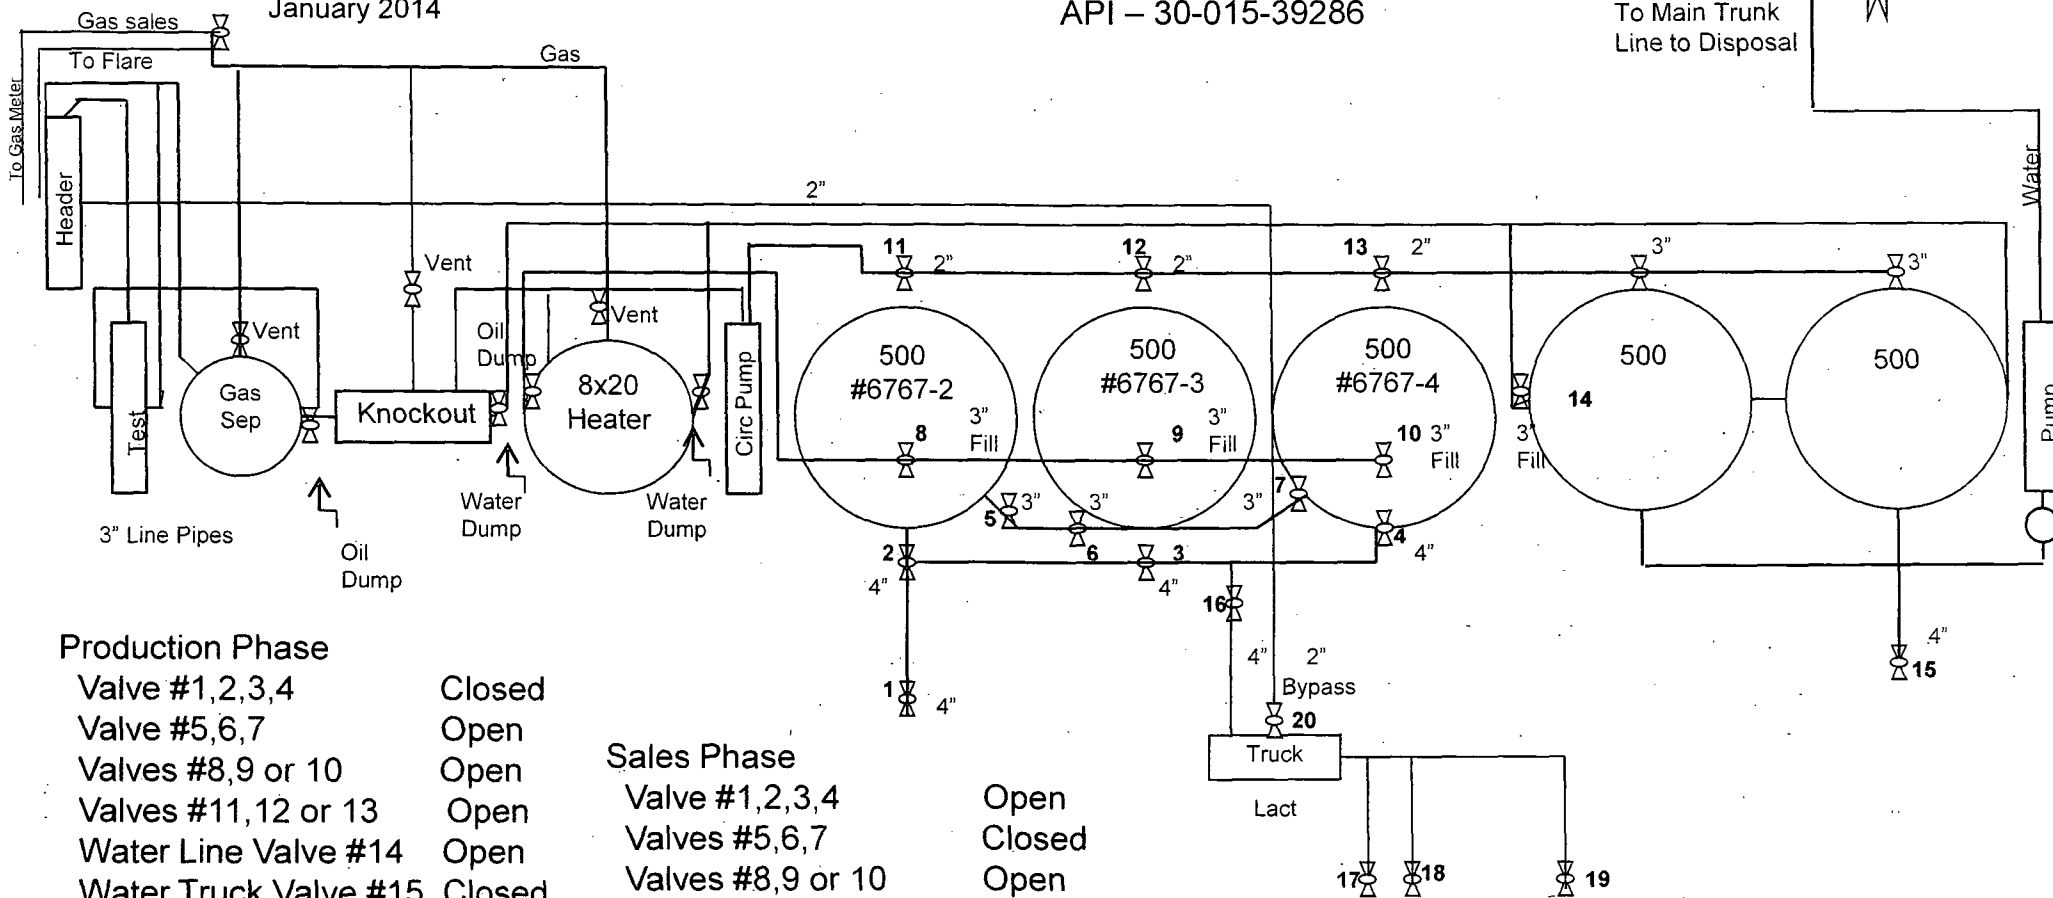 January 2014
API – 30-015-39286
To Main Trunk
Line to Disposal
Gas sales
To Flare
Gas
To Gas Meter
Header
Water
2”
Vent
11
2”
12
2”
13
2”
3”
3”
Vent
Oil
Dump
Vent
Gas
Sep
Knockout
8x20
Heater
Circ Pump
Test
500
#6767-2
500
#6767-3
500
#6767-4
500
500
14
Pump
8
3”
Fill
9
3”
Fill
10
3”
Fill
3”
Fill
Water
Dump
Water
Dump
3” Line Pipes
Oil
Dump
5
3”
3”
3”
7
2
4”
6
3
4”
4
4”
16
4”
2”
Bypass
20
1
4”
4”
15
Truck
Lact
17
18
19
Production Phase
Valve #1,2,3,4 Closed
Valve #5,6,7 Open
Valves #8,9 or 10 Open
Valves #11,12 or 13 Open
Water Line Valve #14 Open
Water Truck Valve #15 Closed
Sales Phase
Valve #1,2,3,4 Open
Valves #5,6,7 Closed
Valves #8,9 or 10 Open